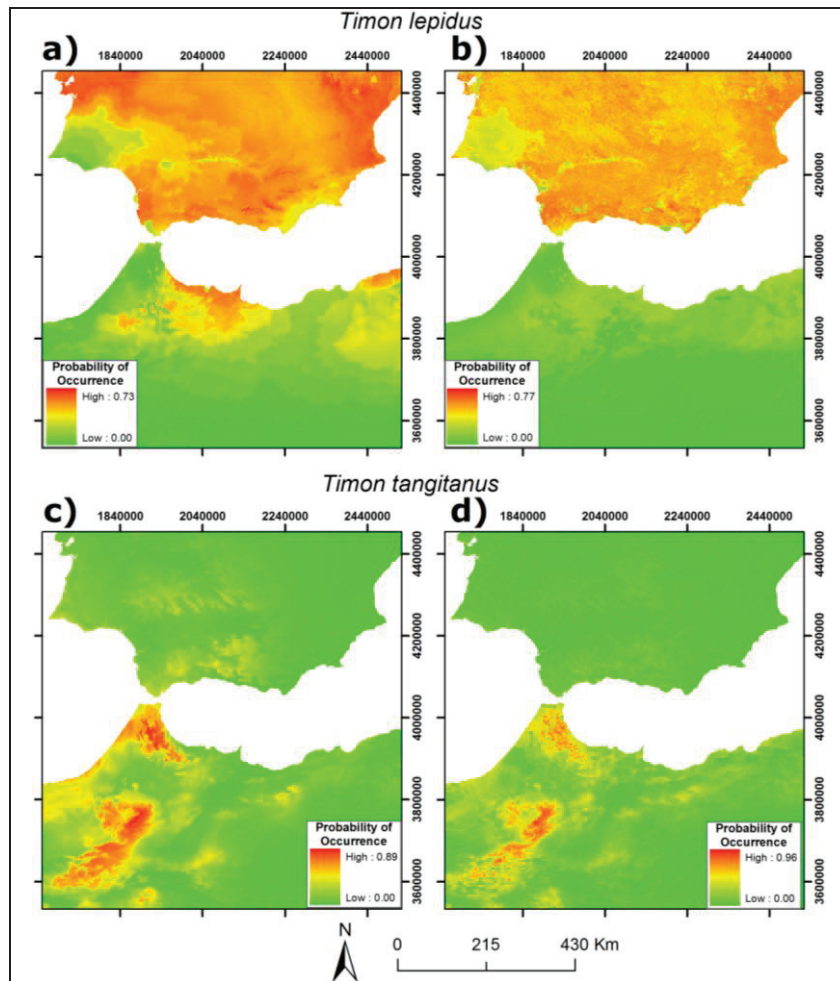 Timon lepidus
a)
1840000 2040000 2240000 2440000
b)
1840000 2040000 2240000 2440000
4400000
4200000
4000000
3800000
3600000
Probability of
Occurrence
High : 0.73
Low : 0.00
4400000
4200000
4000000
3800000
3600000
Probability of
Occurrence
High : 0.77
Low : 0.00
Timon tangitanus
c)
1840000 2040000 2240000 2440000
d)
1840000 2040000 2240000 2440000
4400000
4200000
4000000
3800000
3600000
Probability of
Occurrence
High : 0.89
Low : 0.00
4400000
4200000
4000000
3800000
3600000
Probability of
Occurrence
High : 0.96
Low : 0.00
N
0 215 430 Km